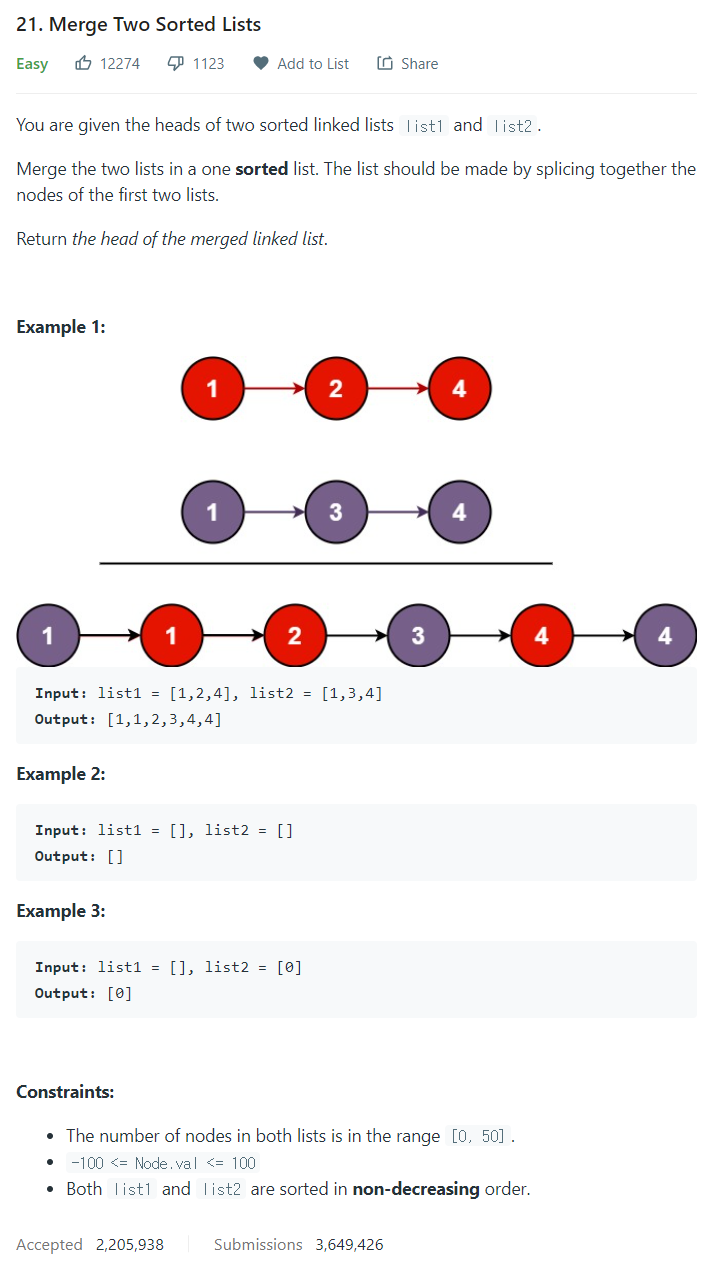 21. Merge Two Sorted Lists
Easy 12274 1123 Add to List Share
You are given the heads of two sorted linked lists list1 and list2.
Merge the two lists in a one sorted list. The list should be made by splicing together the
nodes of the first two lists.
Return the head of the merged linked list.
Example 1:
1 2 4
1 3 4
1 1 2 3 4 4
Input: list1 = [1,2,4], list2 = [1,3,4]
Output: [1,1,2,3,4,4]
Example 2:
Input: list1 = [], list2 = []
Output: []
Example 3:
Input: list1 = [], list2 = [0]
Output: [0]
Constraints:
• The number of nodes in both lists is in the range [0, 50].
• -100 <= Node.val <= 100
• Both list1 and list2 are sorted in non-decreasing order.
Accepted 2,205,938 Submissions 3,649,426